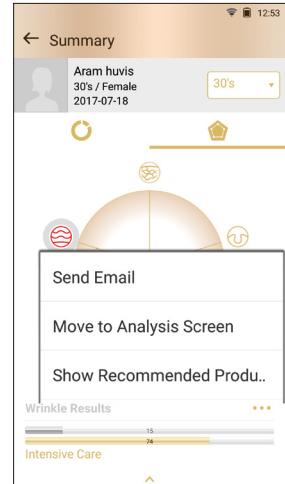 12:53
Summary
Aram huvis
30's / Female
2017-07-18
30's
Send Email
Move to Analysis Screen
Show Recommended Produ..
Wrinkle Results
15
74
Intensive Care